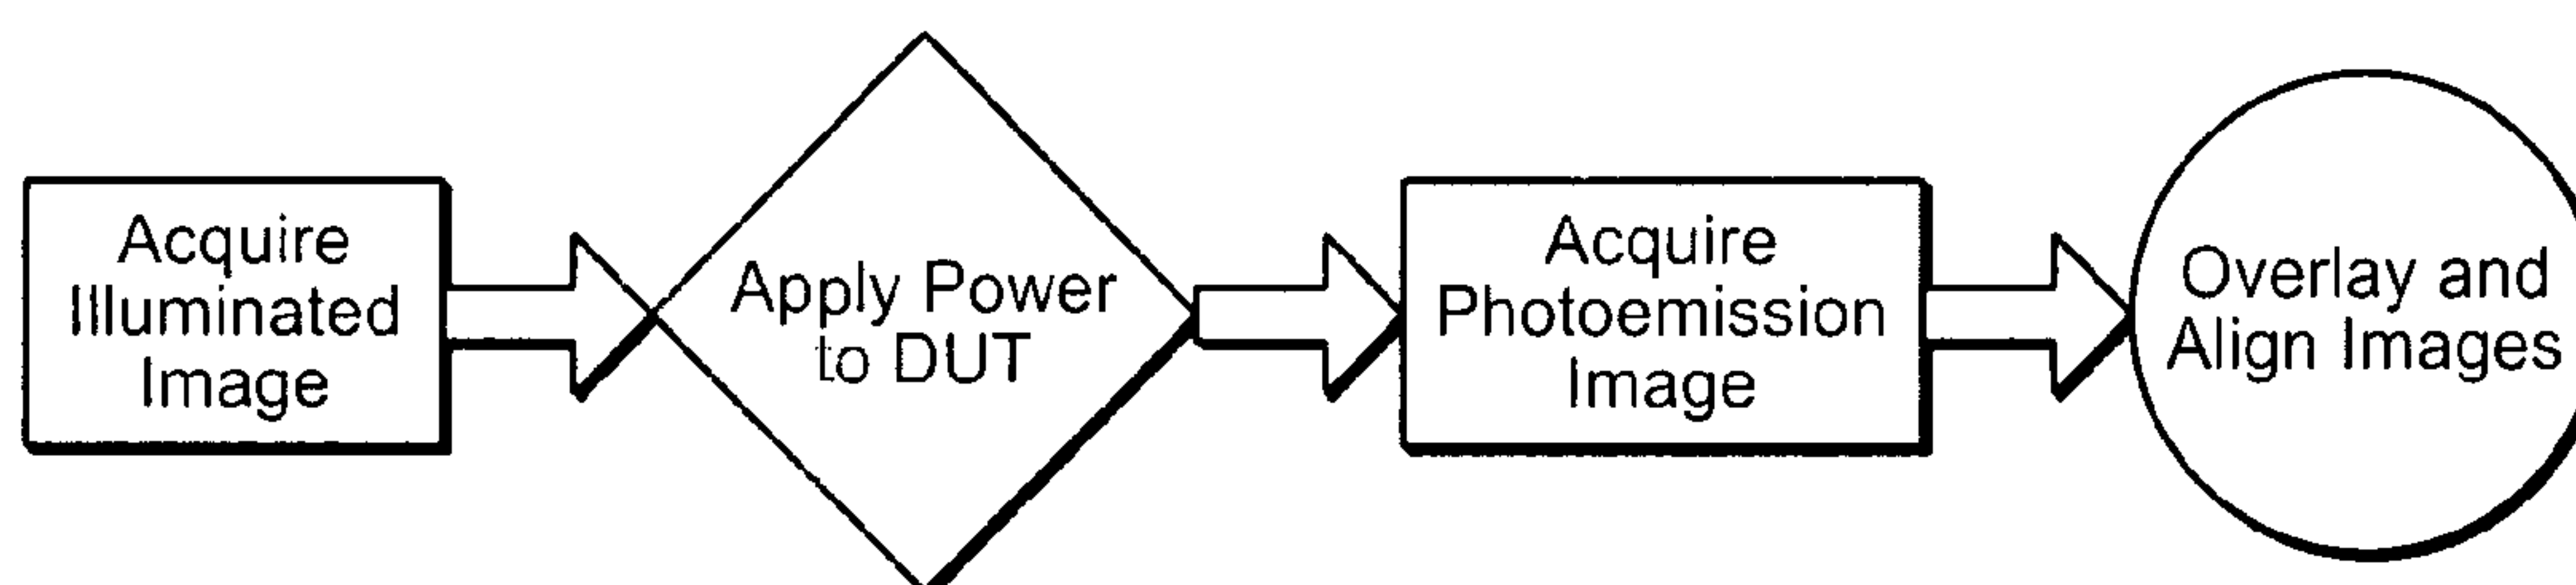 Acquire
Illuminated
Image
Apply Power
to DUT
Acquire
Photoemission
Image
Overlay and
Align Images